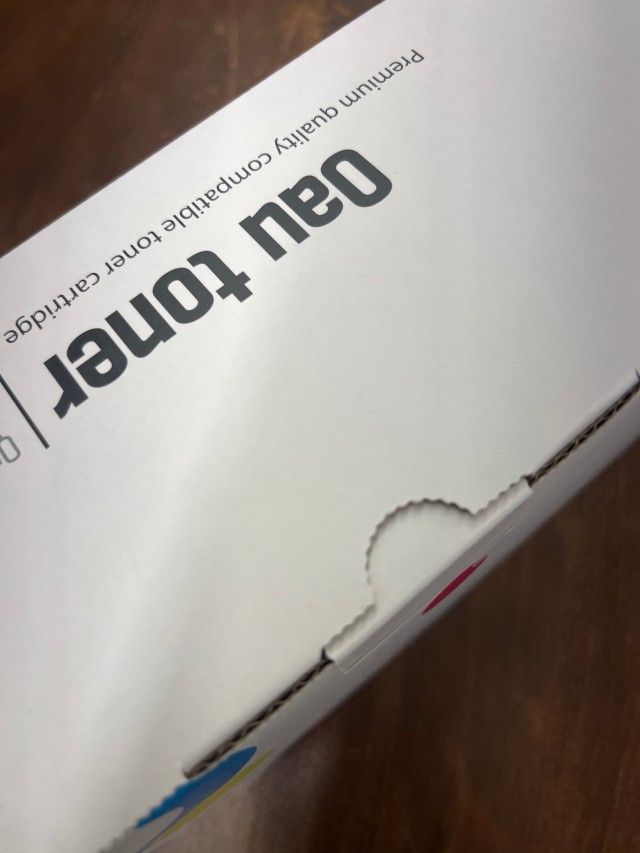 Oau toner
Premium quality compatible toner cartridge